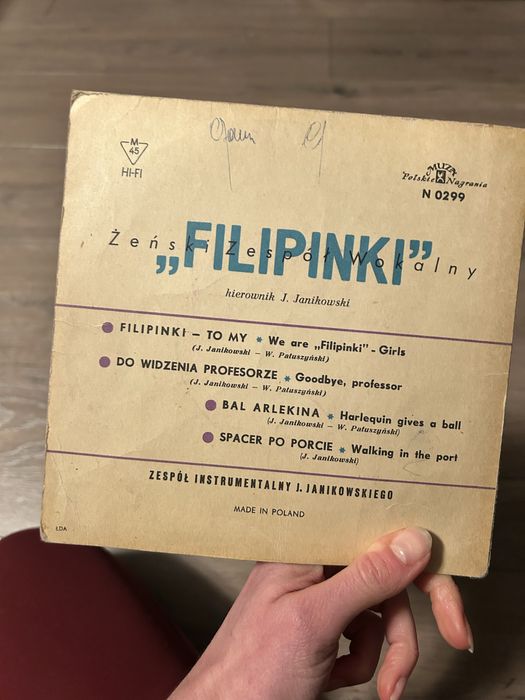 M
45
HI-FI
MUZA
Polskie Nagrania
N 0299
Żeński Zespół Wokalny
„FILIPINKI”
kierownik J. Janikowski
FILIPINKI – TO MY * We are „Filipinki” - Girls
(J. Janikowski – W. Patuszyński)
DO WIDZENIA PROFESORZE * Goodbye, professor
(J. Janikowski – W. Patuszyński)
BAL ARLEKINA * Harlequin gives a ball
(J. Janikowski – W. Patuszyński)
SPACER PO PORCIE * Walking in the port
(J. Janikowski)
ZESPÓŁ INSTRUMENTALNY J. JANIKOWSKIEGO
MADE IN POLAND
ŁDA